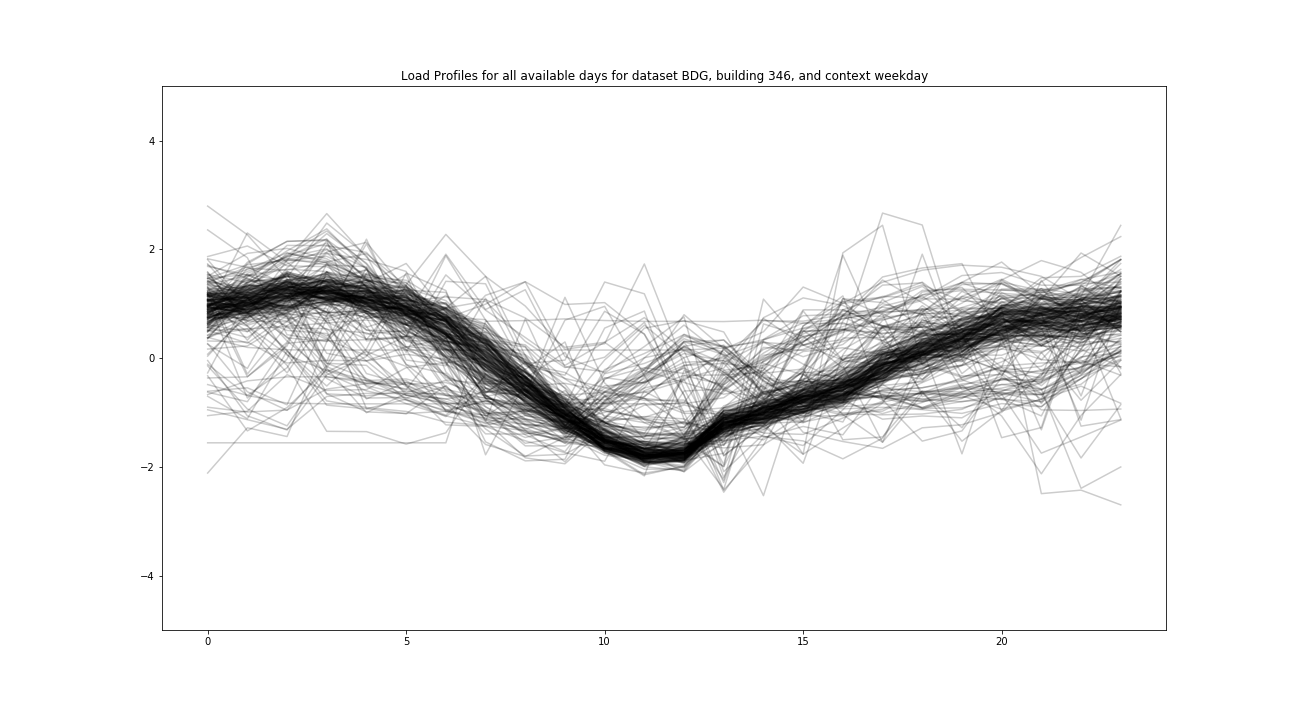 Load Profiles for all available days for dataset BDG, building 346, and context weekday
4
2
0
−2
−4
0 5 10 15 20